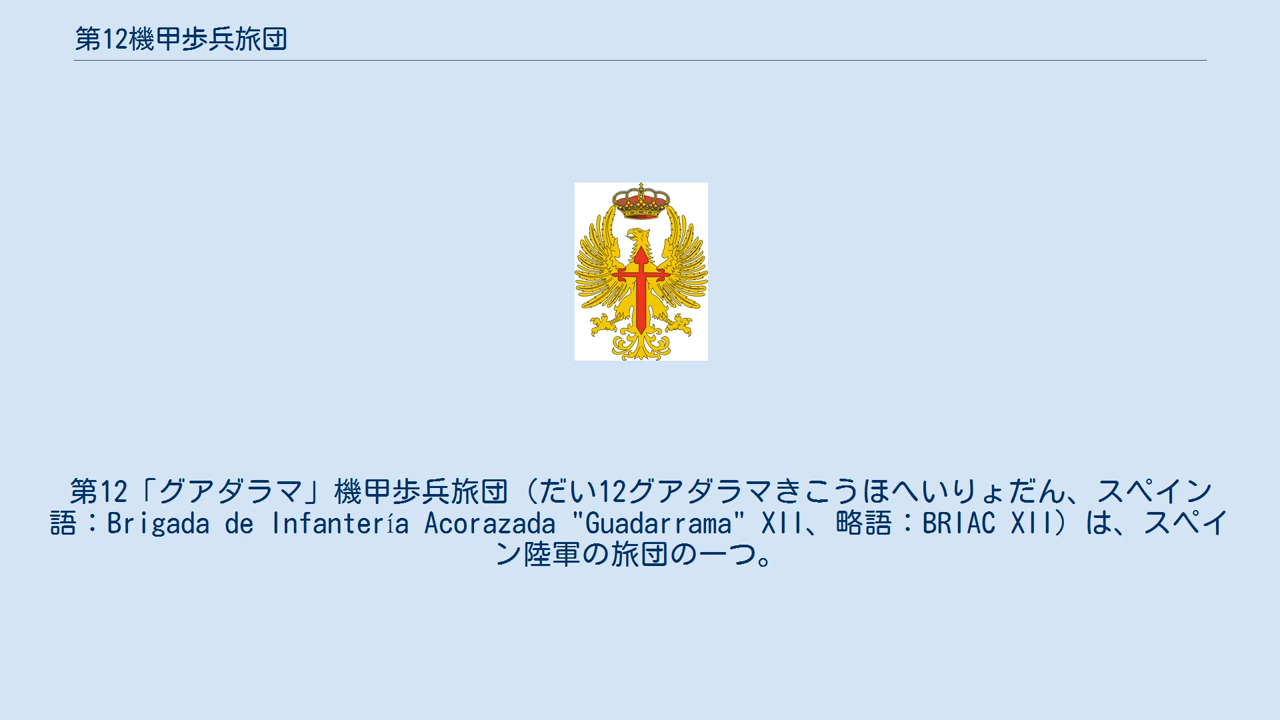 第12機甲歩兵旅団
第12「グアダラマ」機甲歩兵旅団（だい12グアダラマきこうほへいりょだん、スペイン
語：Brigada de Infantería Acorazada "Guadarrama" XII、略語：BRIAC XII）は、スペイ
ン陸軍の旅団の一つ。